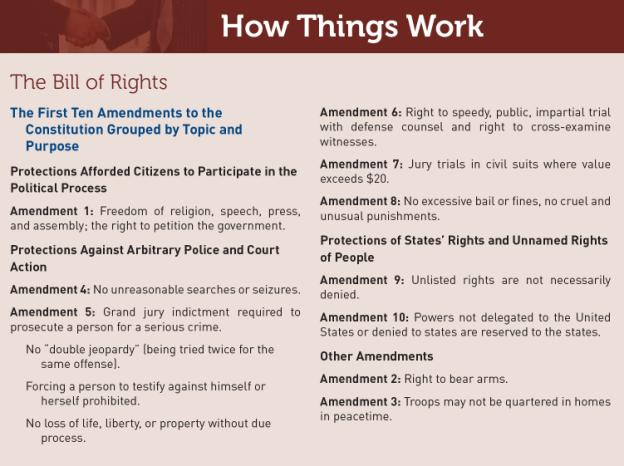 How Things Work
The Bill of Rights
The First Ten Amendments to the
Constitution Grouped by Topic and
Purpose
Protections Afforded Citizens to Participate in the
Political Process
Amendment 1: Freedom of religion, speech, press,
and assembly; the right to petition the government.
Protections Against Arbitrary Police and Court
Action
Amendment 4: No unreasonable searches or seizures.
Amendment 5: Grand jury indictment required to
prosecute a person for a serious crime.
No “double jeopardy” (being tried twice for the
same offense).
Forcing a person to testify against himself or
herself prohibited.
No loss of life, liberty, or property without due
process.
Amendment 6: Right to speedy, public, impartial trial
with defense counsel and right to cross-examine
witnesses.
Amendment 7: Jury trials in civil suits where value
exceeds $20.
Amendment 8: No excessive bail or fines, no cruel and
unusual punishments.
Protections of States’ Rights and Unnamed Rights
of People
Amendment 9: Unlisted rights are not necessarily
denied.
Amendment 10: Powers not delegated to the United
States or denied to states are reserved to the states.
Other Amendments
Amendment 2: Right to bear arms.
Amendment 3: Troops may not be quartered in homes
in peacetime.